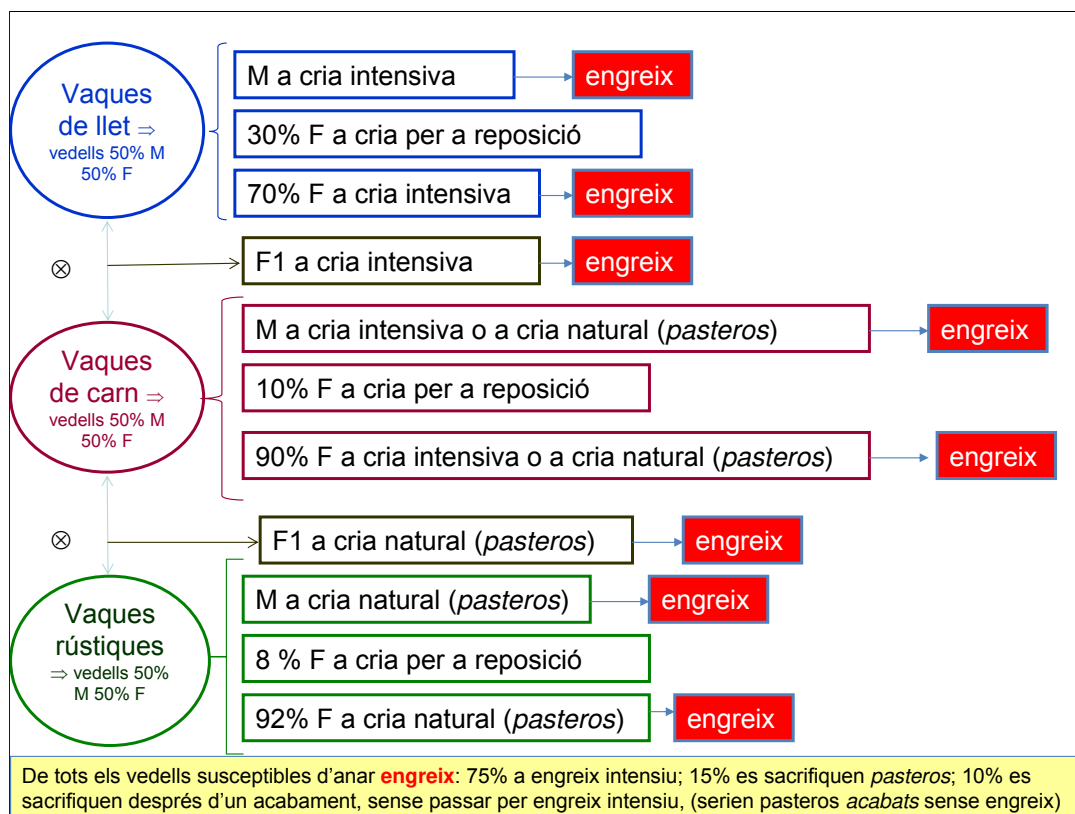 Vaques
de llet ⇒
vedells 50% M
50% F
M a cria intensiva
engreix
30% F a cria per a reposició
70% F a cria intensiva
engreix
⊗
F1 a cria intensiva
engreix
Vaques
de carn ⇒
vedells 50% M
50% F
M a cria intensiva o a cria natural (pasteros)
engreix
10% F a cria per a reposició
90% F a cria intensiva o a cria natural (pasteros)
engreix
⊗
F1 a cria natural (pasteros)
engreix
Vaques
rústiques
⇒ vedells 50%
M 50% F
M a cria natural (pasteros)
engreix
8 % F a cria per a reposició
92% F a cria natural (pasteros)
engreix
De tots els vedells susceptibles d’anar engreix: 75% a engreix intensiu; 15% es sacrifiquen pasteros; 10% es
sacrifiquen després d’un acabament, sense passar per engreix intensiu, (serien pasteros acabats sense engreix)